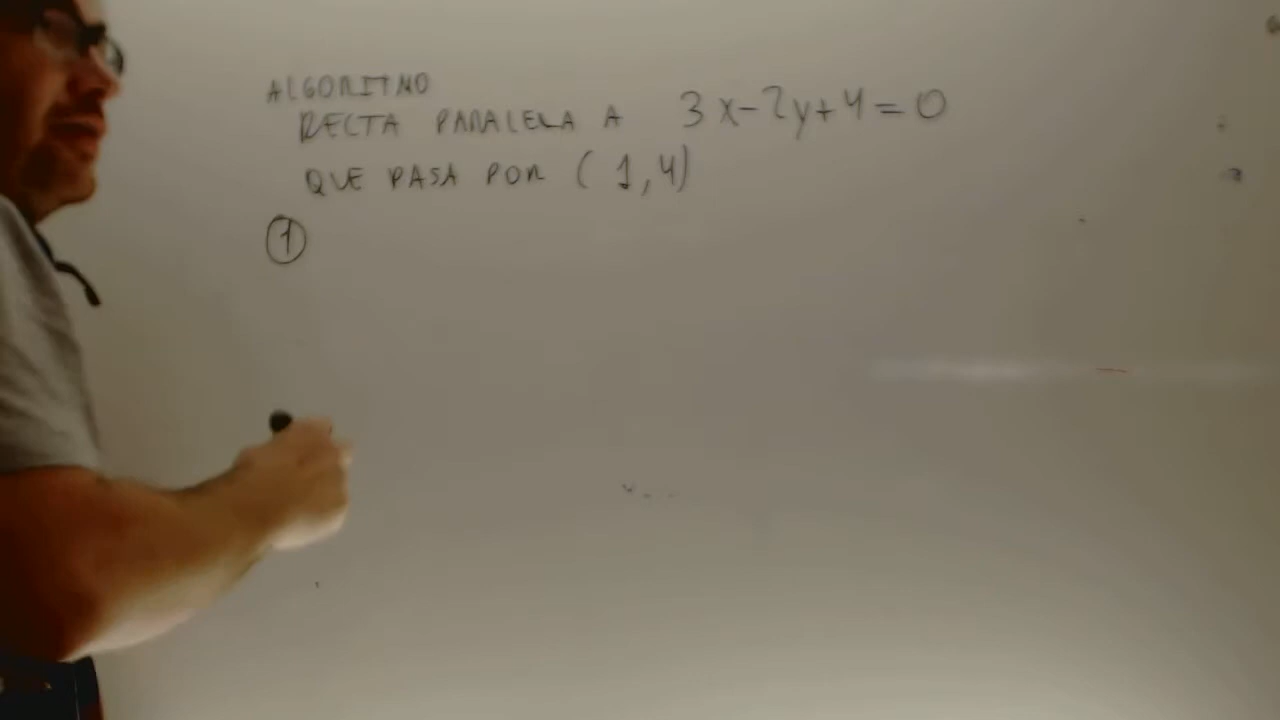 ALGORITMO
RECTA PARALELA A 3x-2y+4=0
QUE PASA POR (1,4)
1